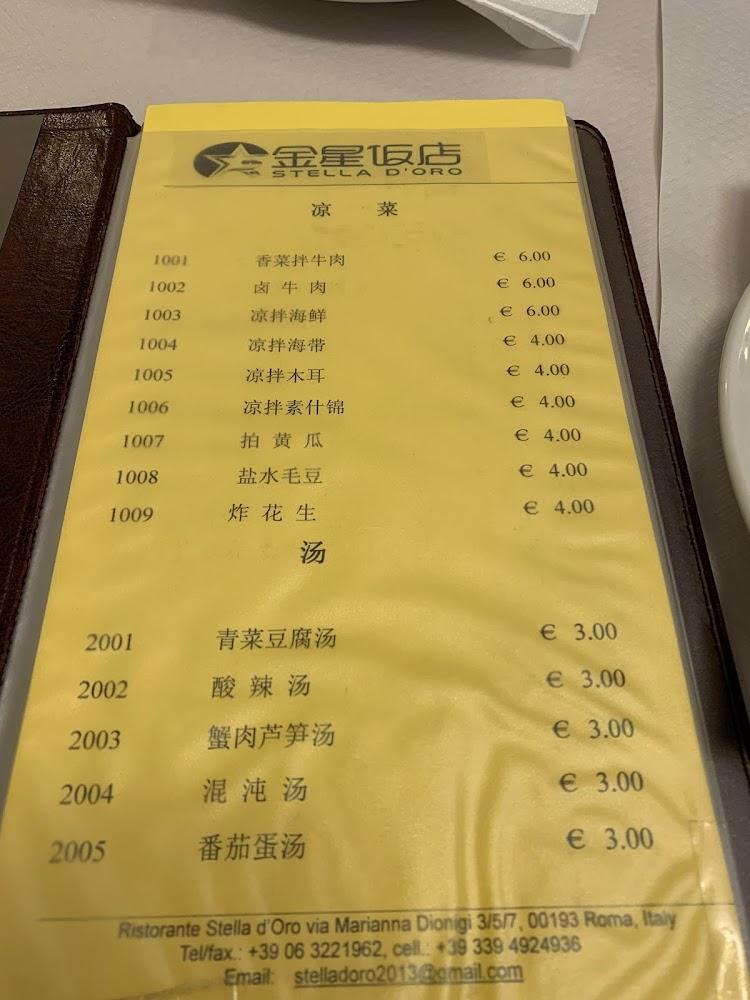 金星饭店
STELLA D'ORO
凉 菜
1001 香菜拌牛肉 € 6.00
1002 卤牛肉 € 6.00
1003 凉拌海鲜 € 6.00
1004 凉拌海带 € 4.00
1005 凉拌木耳 € 4.00
1006 凉拌素什锦 € 4.00
1007 拍黄瓜 € 4.00
1008 盐水毛豆 € 4.00
1009 炸花生 € 4.00
汤
2001 青菜豆腐汤 € 3.00
2002 酸辣汤 € 3.00
2003 蟹肉芦笋汤 € 3.00
2004 混沌汤 € 3.00
2005 番茄蛋汤 € 3.00
Ristorante Stella d'Oro via Marianna Dionigi 3/5/7, 00193 Roma, Italy
Tel/fax.: +39 06 3221962, cell.: +39 339 4924936
Email: stelladoro2013@gmail.com